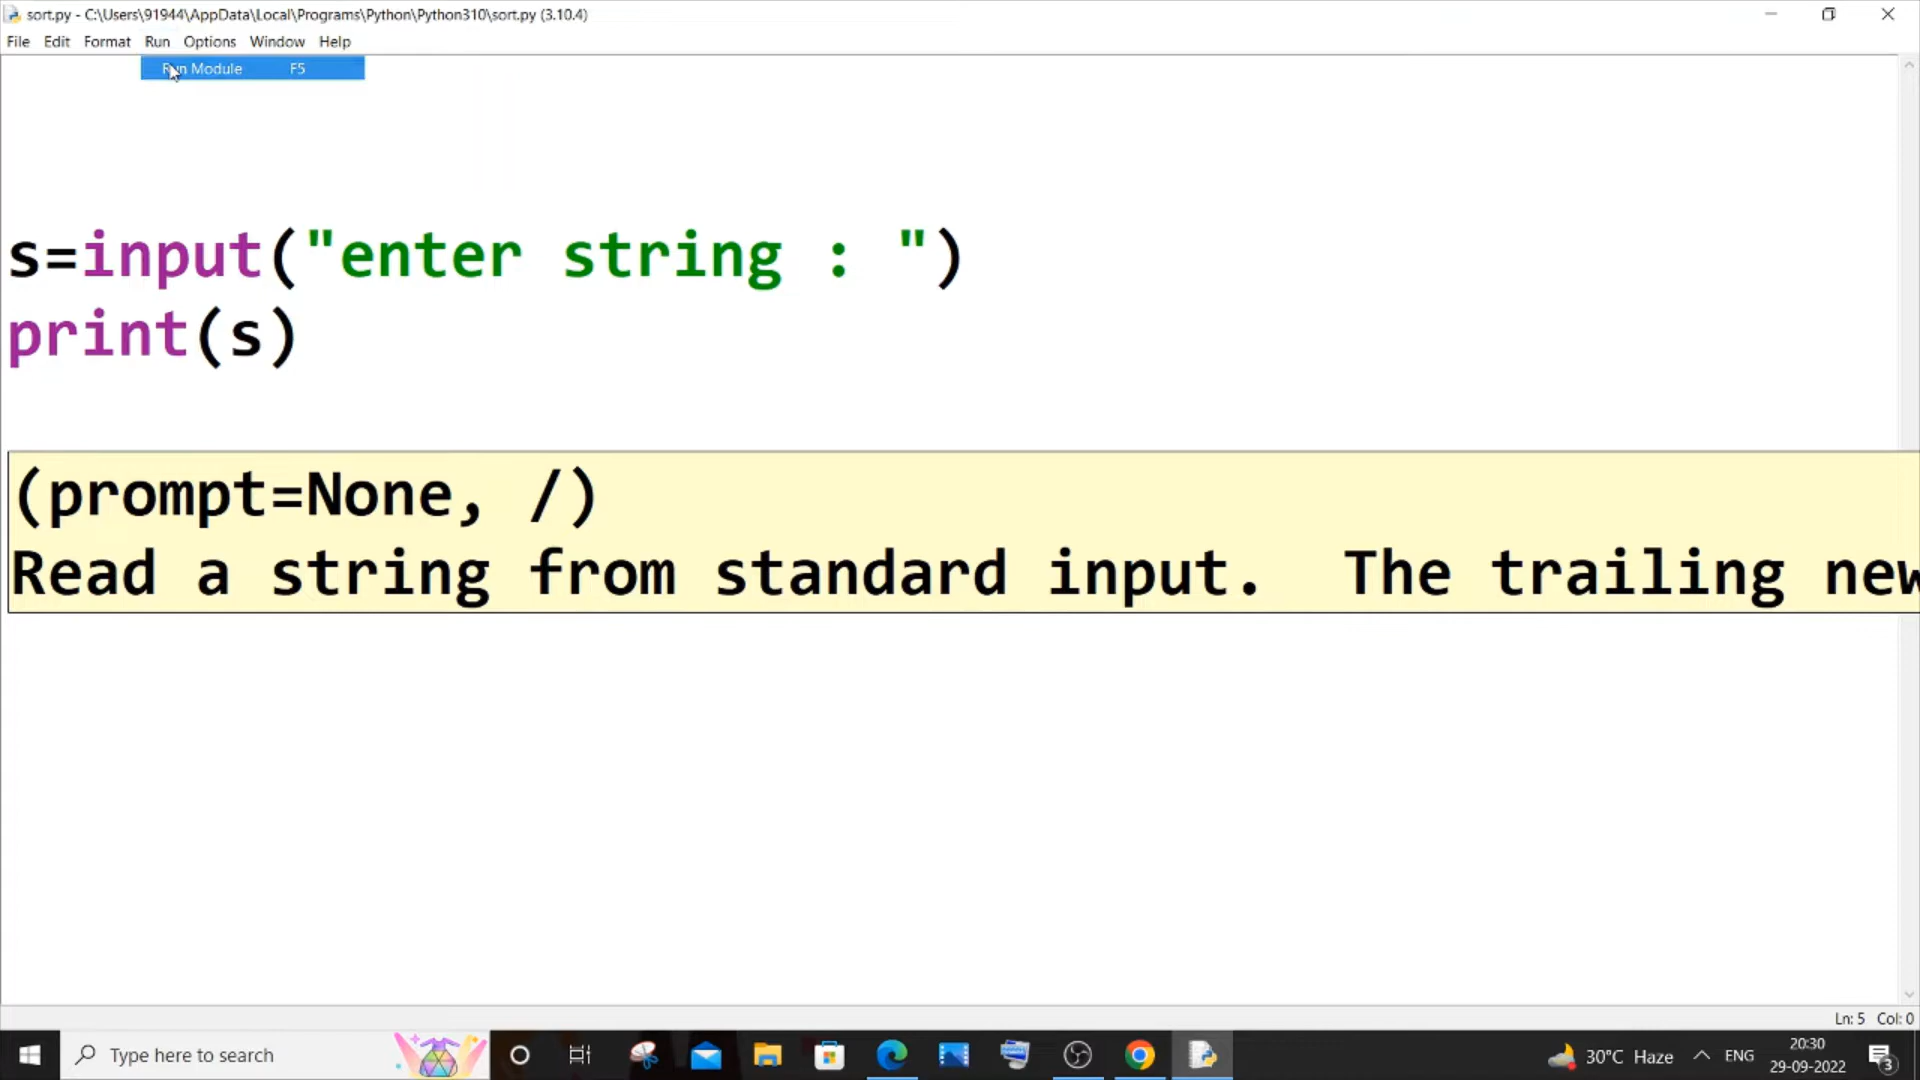 sort.py - C:\Users\91944\AppData\Local\Programs\Python\Python310\sort.py (3.10.4)
File Edit Format Run Options Window Help
Run Module F5
s=input("enter string : ")
print(s)
(prompt=None, /)
Read a string from standard input.  The trailing new
Ln: 5 Col: 0
Type here to search
30°C Haze
ENG
20:30
29-09-2022
3